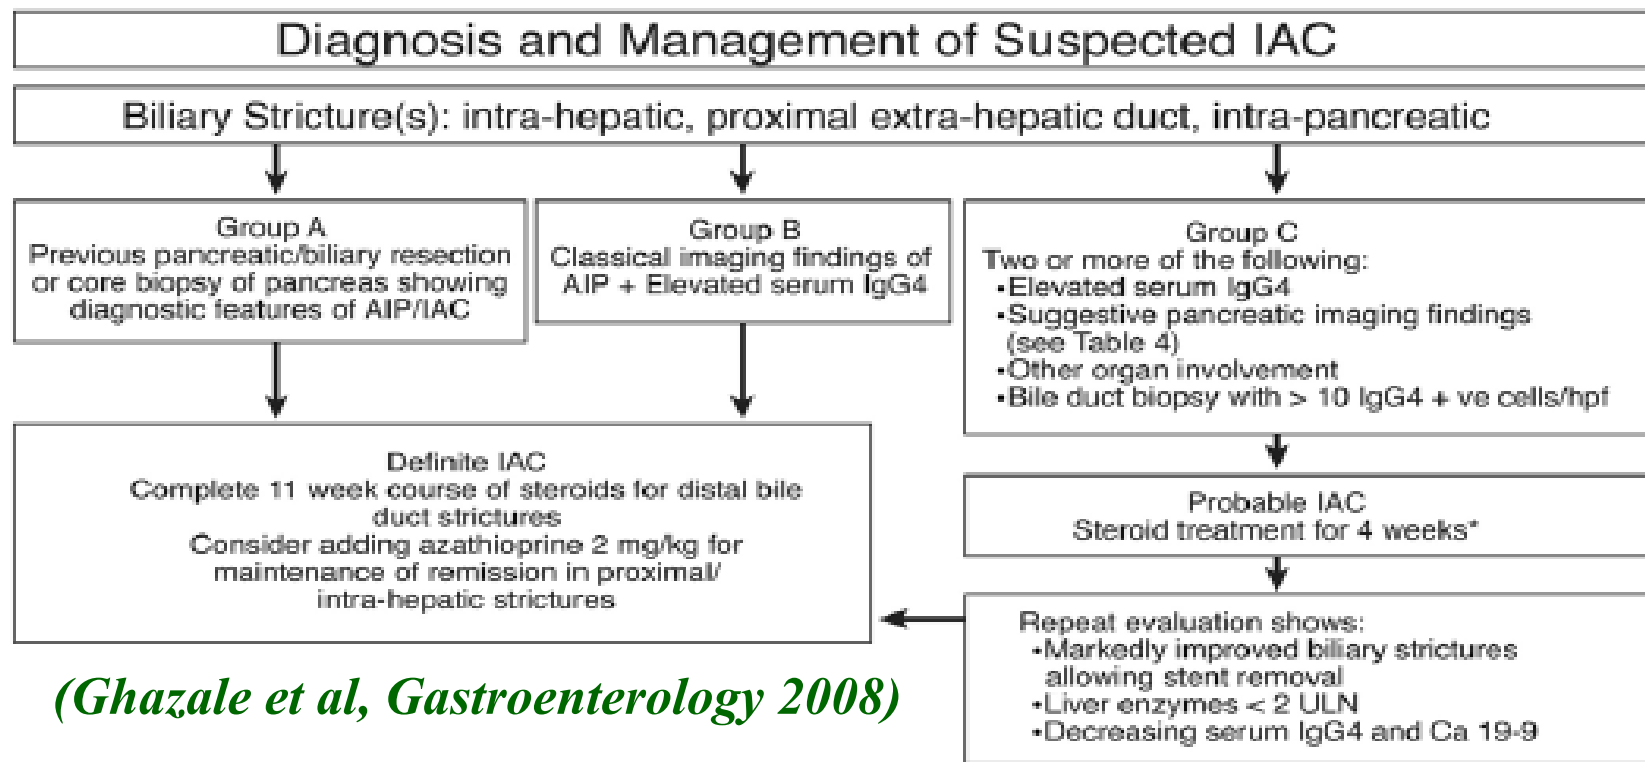 Diagnosis and Management of Suspected IAC
Biliary Stricture(s): intra-hepatic, proximal extra-hepatic duct, intra-pancreatic
Group A
Previous pancreatic/biliary resection
or core biopsy of pancreas showing
diagnostic features of AIP/IAC
Group B
Classical imaging findings of
AIP + Elevated serum IgG4
Group C
Two or more of the following:
•Elevated serum IgG4
•Suggestive pancreatic imaging findings
(see Table 4)
•Other organ involvement
•Bile duct biopsy with > 10 IgG4 + ve cells/hpf
Definite IAC
Complete 11 week course of steroids for distal bile
duct strictures
Consider adding azathioprine 2 mg/kg for
maintenance of remission in proximal/
intra-hepatic strictures
Probable IAC
Steroid treatment for 4 weeks*
Repeat evaluation shows:
•Markedly improved biliary strictures
allowing stent removal
•Liver enzymes < 2 ULN
•Decreasing serum IgG4 and Ca 19-9
(Ghazale et al, Gastroenterology 2008)